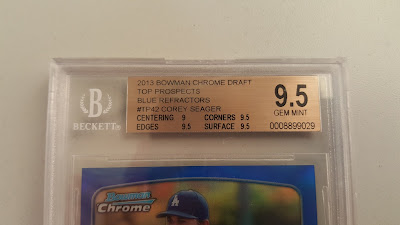 2013 BOWMAN CHROME DRAFT
TOP PROSPECTS
BLUE REFRACTORS
#TP42 COREY SEAGER
CENTERING 9 CORNERS 9.5
EDGES 9.5 SURFACE 9.5
9.5
GEM MINT
0008899029
B
BECKETT
Bowman
Chrome
LA